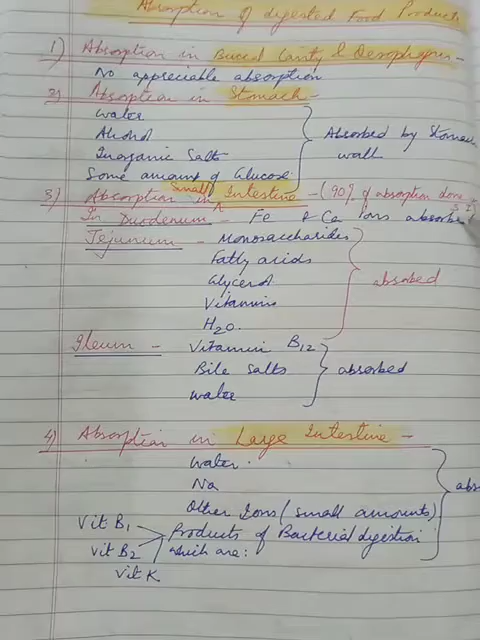 Absorption of digested Food Products
1) Absorption in Buccal Cavity & Oesophagus -
No appreciable absorption
2) Absorption in Stomach -
Water
Alcohol
Inorganic Salts
Some amount of Glucose
Absorbed by Stomach
wall
3) Absorption in Small Intestine - (90% of absorption done
In Duodenum - Fe & Ca ions absorbed
Jejunum - Monosaccharides
Fatty acids
Glycerol
Vitamins
H2O.
absorbed
Ileum - Vitamin B12
Bile Salts
water
absorbed
4) Absorption in Large Intestine -
Water.
Na
Other Ions (small amounts)
Products of Bacterial digestion
which are:
abs
Vit B1
Vit B2
Vit K